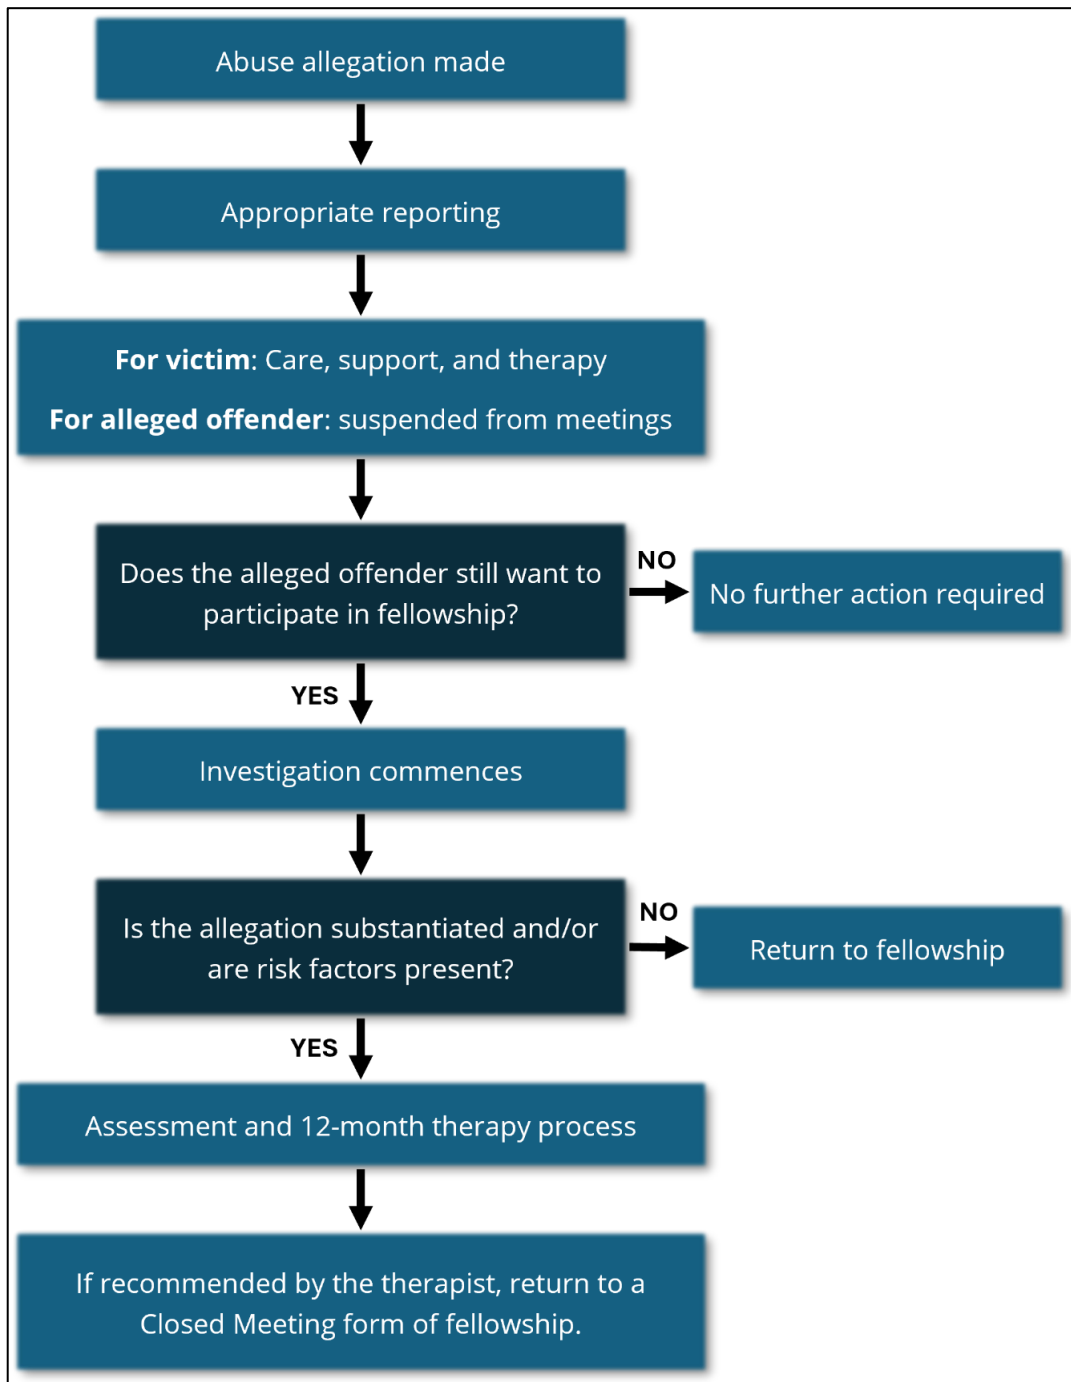 Abuse allegation made
Appropriate reporting
For victim: Care, support, and therapy
For alleged offender: suspended from meetings
Does the alleged offender still want to
participate in fellowship?
NO
No further action required
YES
Investigation commences
Is the allegation substantiated and/or
are risk factors present?
NO
Return to fellowship
YES
Assessment and 12-month therapy process
If recommended by the therapist, return to a
Closed Meeting form of fellowship.